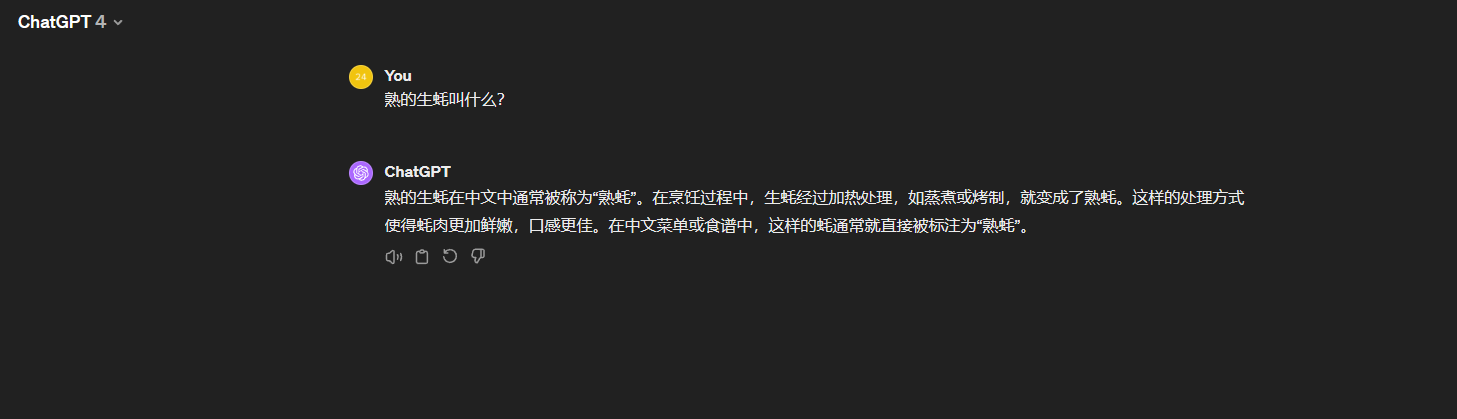 ChatGPT 4
24
You
熟的生蚝叫什么?
ChatGPT
熟的生蚝在中文中通常被称为“熟蚝”。在烹饪过程中，生蚝经过加热处理，如蒸煮或烤制，就变成了熟蚝。这样的处理方式
使得蚝肉更加鲜嫩，口感更佳。在中文菜单或食谱中，这样的蚝通常就直接被标注为“熟蚝”。